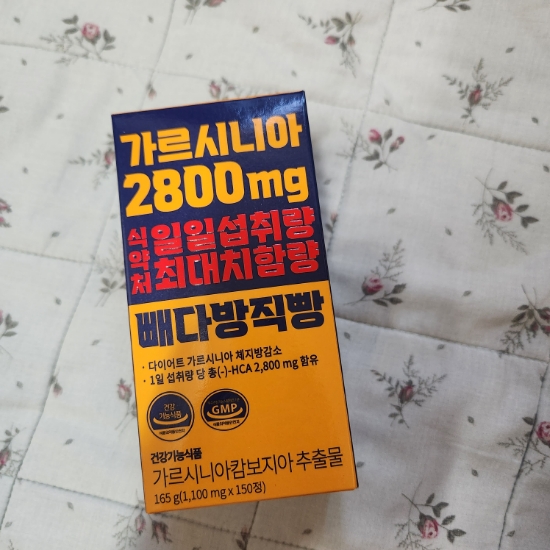 가르시니아
2800mg
식약처 일일섭취량
최대치함량
빼다방직빵
· 다이어트 가르시니아 체지방감소
· 1일 섭취량 당 총(-)-HCA 2,800 mg 함유
건강
기능식품
GMP
건강기능식품
가르시니아캄보지아 추출물
165 g(1,100 mg x 150정)